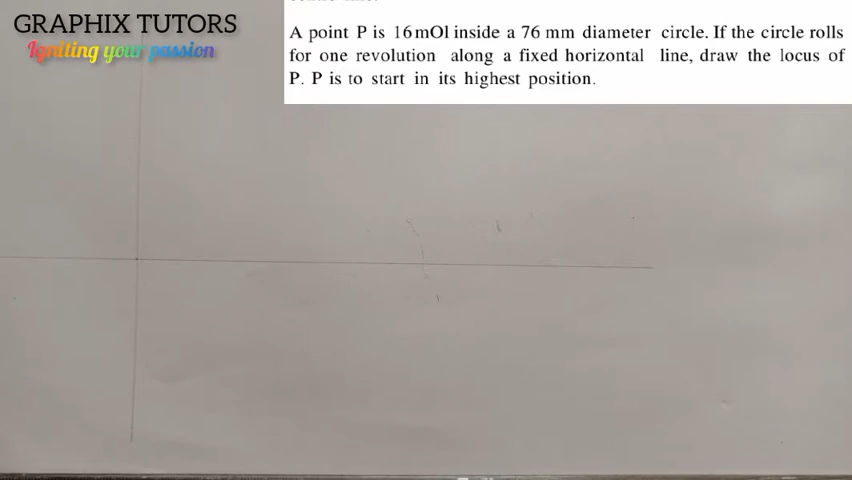 GRAPHIX TUTORS
Igniting your passion
A point P is 16mOl inside a 76 mm diameter circle. If the circle rolls
for one revolution along a fixed horizontal line, draw the locus of
P. P is to start in its highest position.